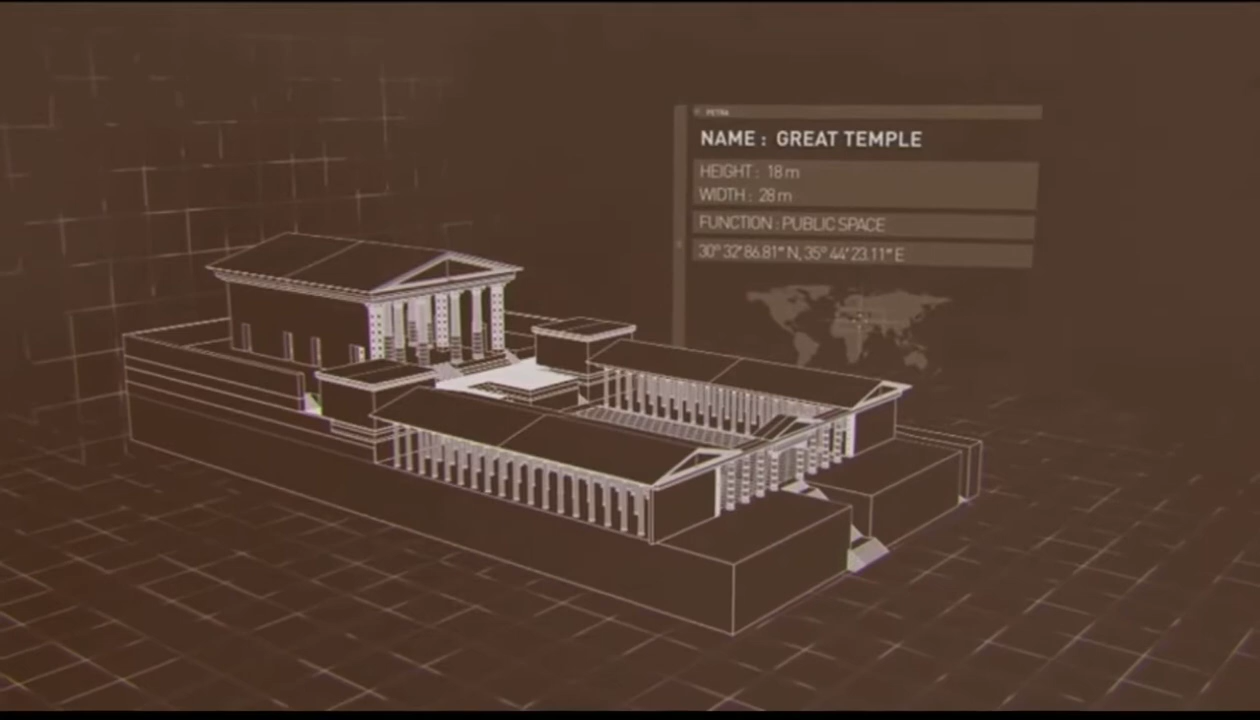 PETRA
NAME : GREAT TEMPLE
HEIGHT : 18 m
WIDTH : 28 m
FUNCTION : PUBLIC SPACE
30° 32' 86.81" N, 35° 44' 23.11" E